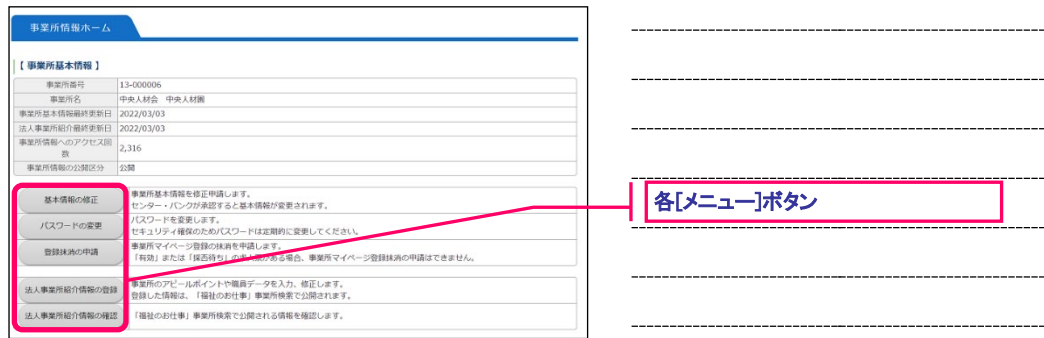 事業所情報ホーム
【 事業所基本情報 】
事業所番号 13-000006
事業所名 中央人材会 中央人材園
事業所基本情報最終更新日 2022/03/03
法人事業所紹介最終更新日 2022/03/03
事業所情報へのアクセス回数 2,316
事業所情報の公開区分 公開
基本情報の修正
事業所基本情報を修正申請します。
センター・バンクが承認すると基本情報が変更されます。
パスワードの変更
パスワードを変更します。
セキュリティ確保のためパスワードは定期的に変更してください。
登録抹消の申請
事業所マイページ登録の抹消を申請します。
「有効」または「採否待ち」の求人票がある場合、事業所マイページ登録抹消の申請はできません。
法人事業所紹介情報の登録
事業所のアピールポイントや職員データを入力、修正します。
登録した情報は、「福祉のお仕事」事業所検索で公開されます。
法人事業所紹介情報の確認
「福祉のお仕事」事業所検索で公開される情報を確認します。
各[メニュー]ボタン